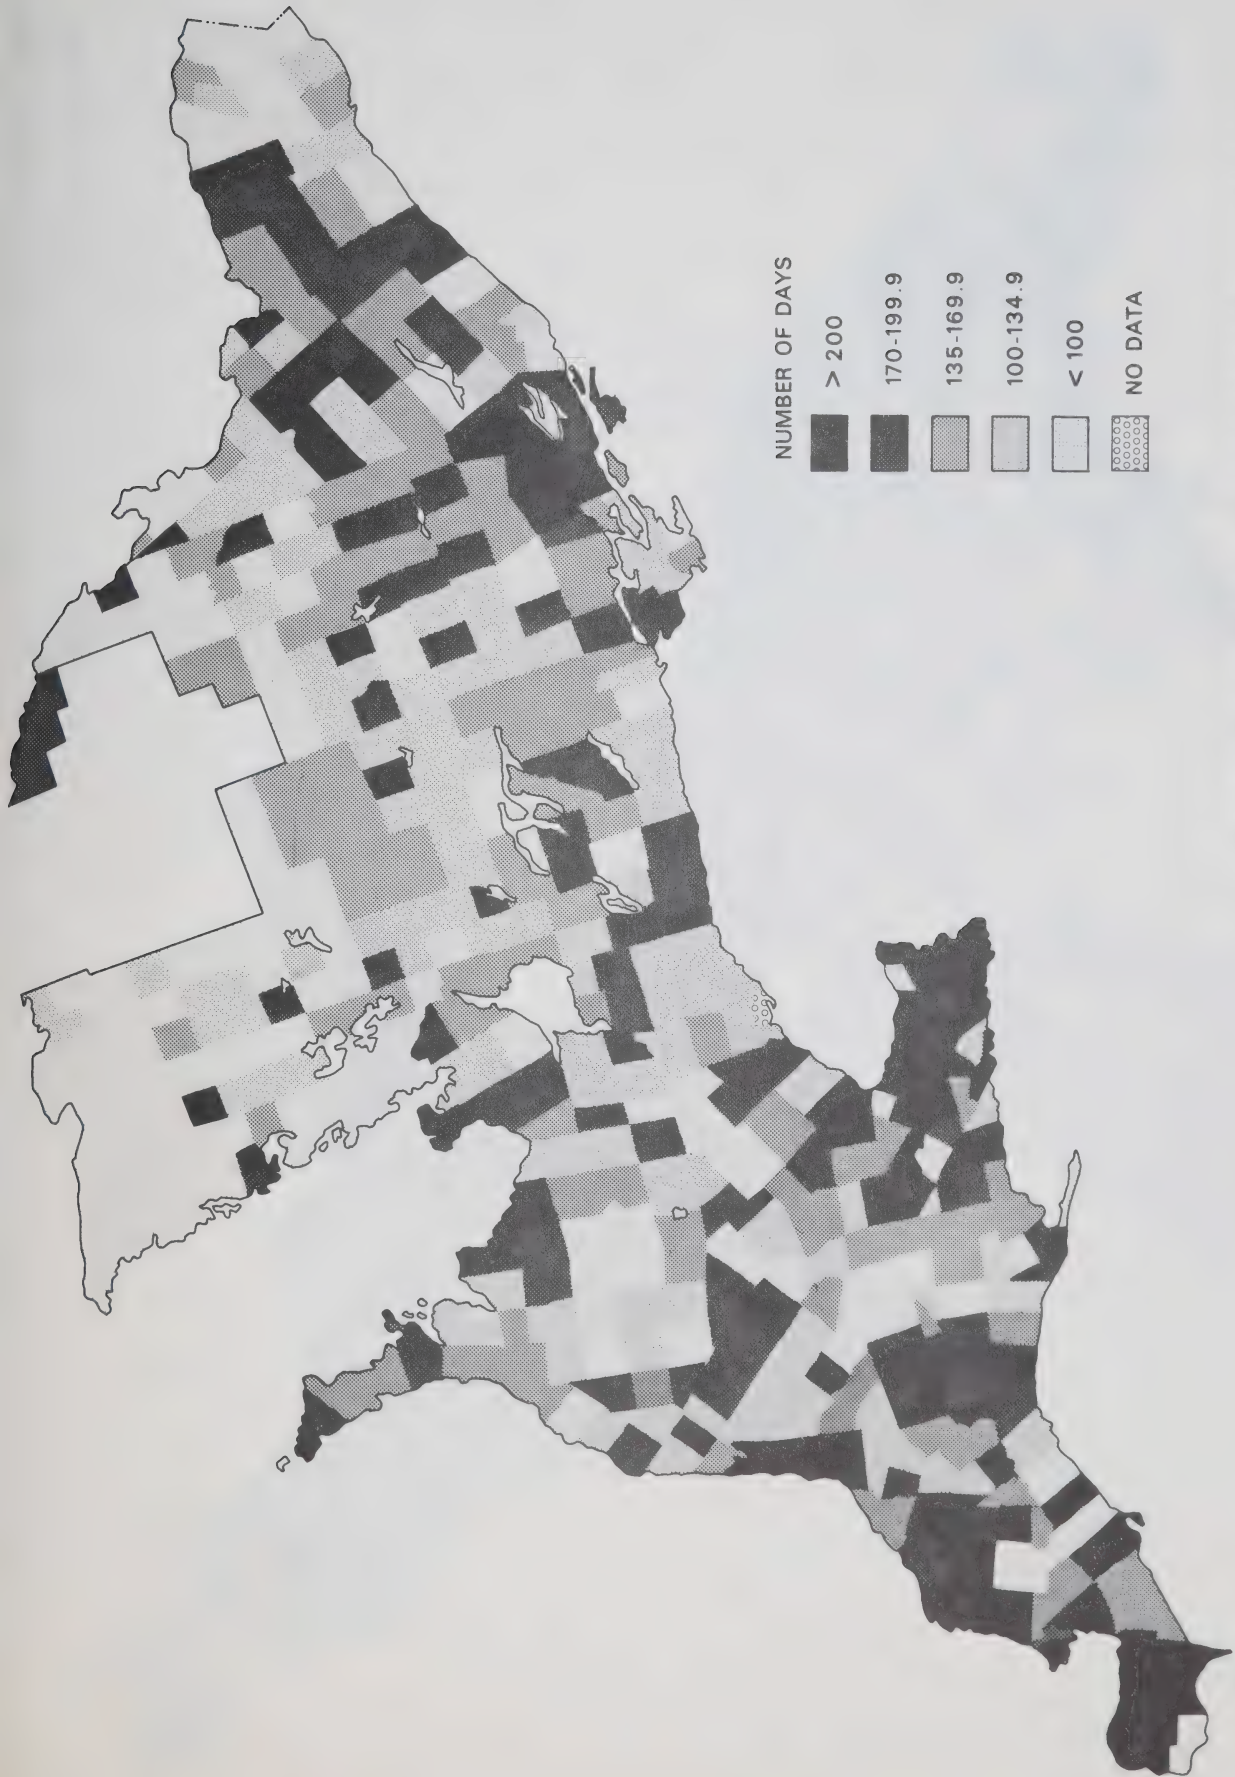 NUMBER OF DAYS
> 200
170-199.9
135-169.9
100-134.9
< 100
NO DATA